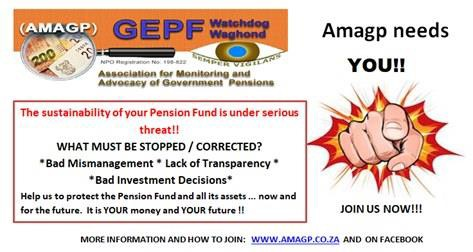 (AMAGP)
GEPF Watchdog
Waghond
200
NPO Registration No: 198-822
SEMPER VIGILANS
Association for Monitoring and
Advocacy of Government Pensions
Amagp needs
YOU!!
The sustainability of your Pension Fund is under serious
threat!!
WHAT MUST BE STOPPED / CORRECTED?
*Bad Mismanagement * Lack of Transparency *
*Bad Investment Decisions*
Help us to protect the Pension Fund and all its assets ... now and
for the future. It is YOUR money and YOUR future !!
JOIN US NOW!!!
MORE INFORMATION AND HOW TO JOIN: WWW.AMAGP.CO.ZA AND ON FACEBOOK